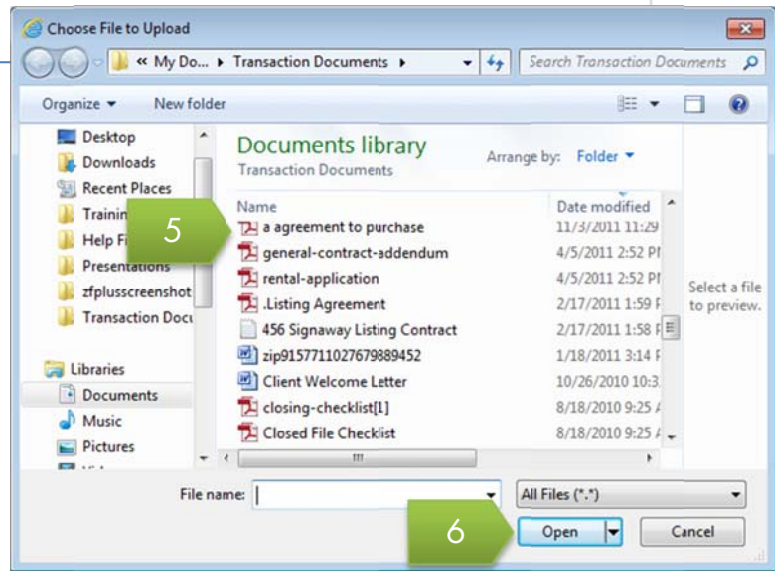 Choose File to Upload
« My Do... Transaction Documents
Search Transaction Documents
Organize New folder
Desktop
Downloads
Recent Places
Trainin
Help Fi
Presentations
zfplusscreenshot
Transaction Docu
Libraries
Documents
Music
Pictures
Documents library
Transaction Documents
Arrange by: Folder
Name Date modified
a agreement to purchase 11/3/2011 11:29
general-contract-addendum 4/5/2011 2:52 PM
rental-application 4/5/2011 2:52 PM
.Listing Agreement 2/17/2011 1:59 P
456 Signaway Listing Contract 2/17/2011 1:58 P
zip9157711027679889452 1/18/2011 3:14 P
Client Welcome Letter 10/26/2010 10:3
closing-checklist[1] 8/18/2010 9:25 A
Closed File Checklist 8/18/2010 9:25 A
Select a file
to preview.
5
File name: All Files (*.*)
6
Open Cancel